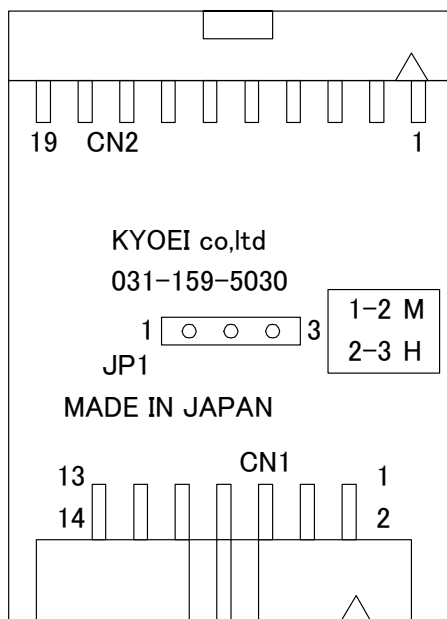 19 CN2 1
KYOEI co,ltd
031-159-5030
1 3
JP1
1-2 M
2-3 H
MADE IN JAPAN
CN1
13 1
14 2